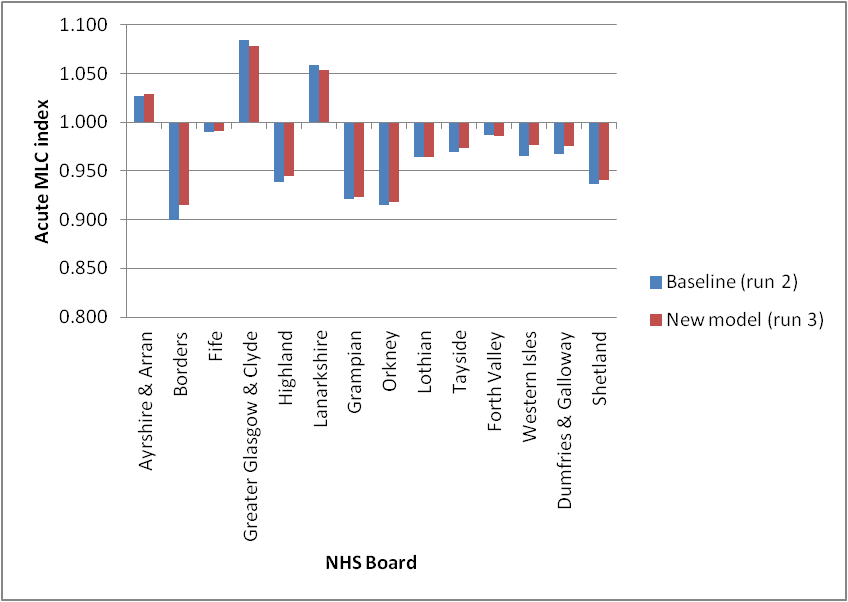 1.100
1.050
1.000
0.950
0.900
0.850
0.800
Acute MLC index
Ayrshire & Arran
Borders
Fife
Greater Glasgow & Clyde
Highland
Lanarkshire
Grampian
Orkney
Lothian
Tayside
Forth Valley
Western Isles
Dumfries & Galloway
Shetland
NHS Board
Baseline (run 2)
New model (run 3)